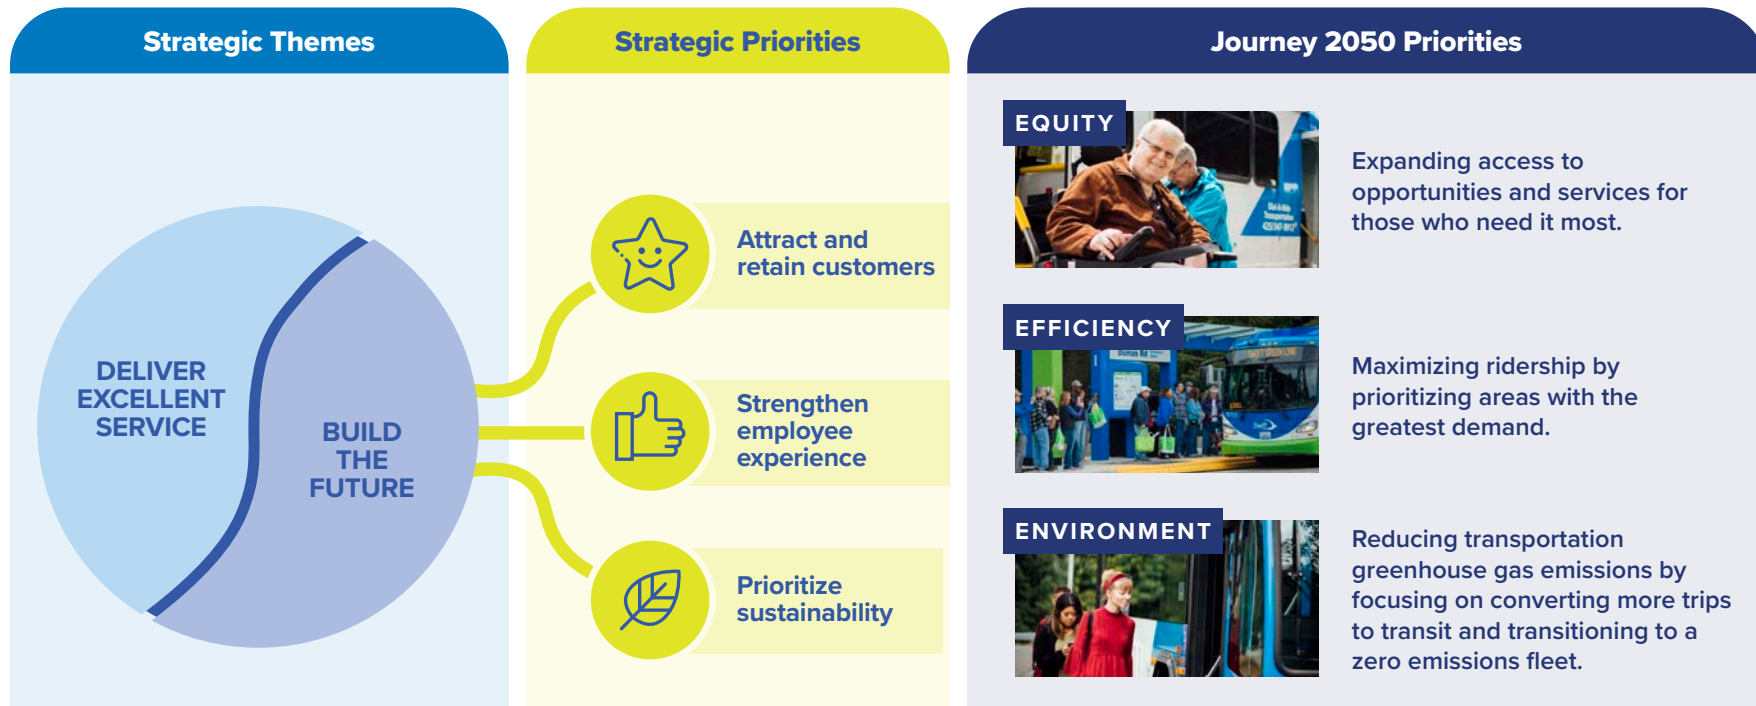 Strategic Themes
DELIVER
EXCELLENT
SERVICE
BUILD
THE
FUTURE
Strategic Priorities
Attract and
retain customers
Strengthen
employee
experience
Prioritize
sustainability
Journey 2050 Priorities
EQUITY
Expanding access to
opportunities and services for
those who need it most.
EFFICIENCY
Maximizing ridership by
prioritizing areas with the
greatest demand.
ENVIRONMENT
Reducing transportation
greenhouse gas emissions by
focusing on converting more trips
to transit and transitioning to a
zero emissions fleet.